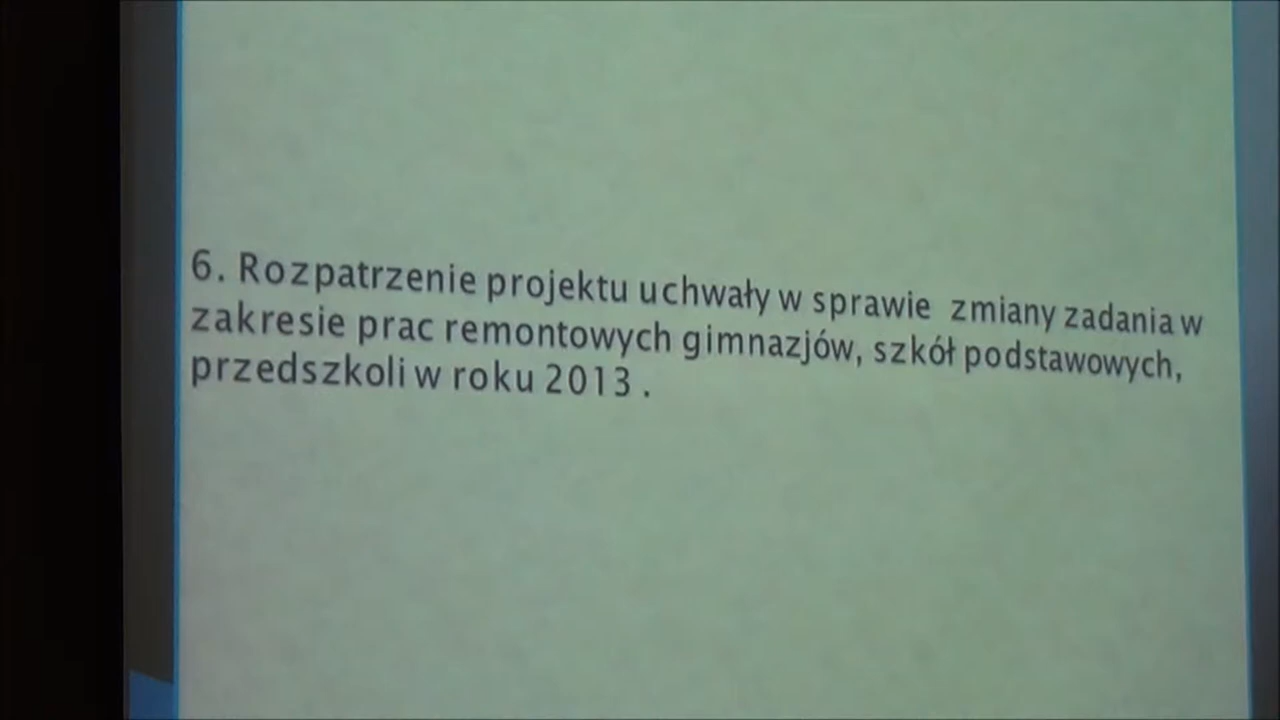 6. Rozpatrzenie projektu uchwały w sprawie zmiany zadania w
zakresie prac remontowych gimnazjów, szkół podstawowych,
przedszkoli w roku 2013 .